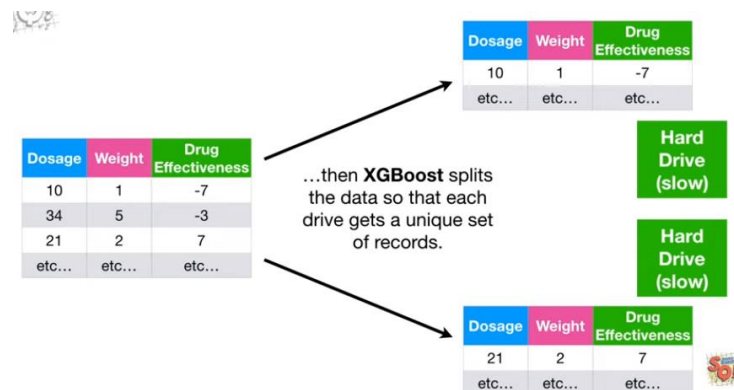 Dosage Weight Drug Effectiveness
10 1 -7
etc... etc... etc...
Dosage Weight Drug Effectiveness
10 1 -7
34 5 -3
21 2 7
etc... etc... etc...
...then XGBoost splits
the data so that each
drive gets a unique set
of records.
Hard
Drive
(slow)
Hard
Drive
(slow)
Dosage Weight Drug Effectiveness
21 2 7
etc... etc... etc...